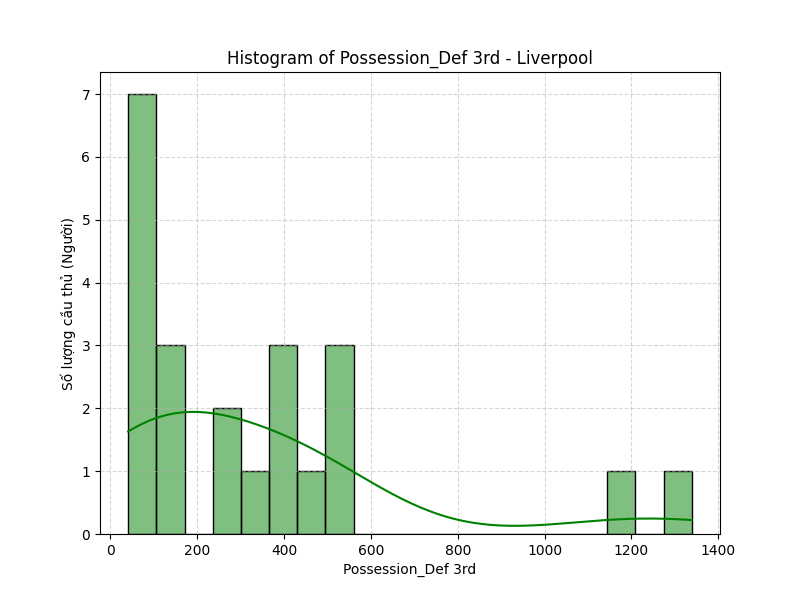 Histogram of Possession_Def 3rd - Liverpool
Số lượng cầu thủ (Người)
7
6
5
4
3
2
1
0
0 200 400 600 800 1000 1200 1400
Possession_Def 3rd